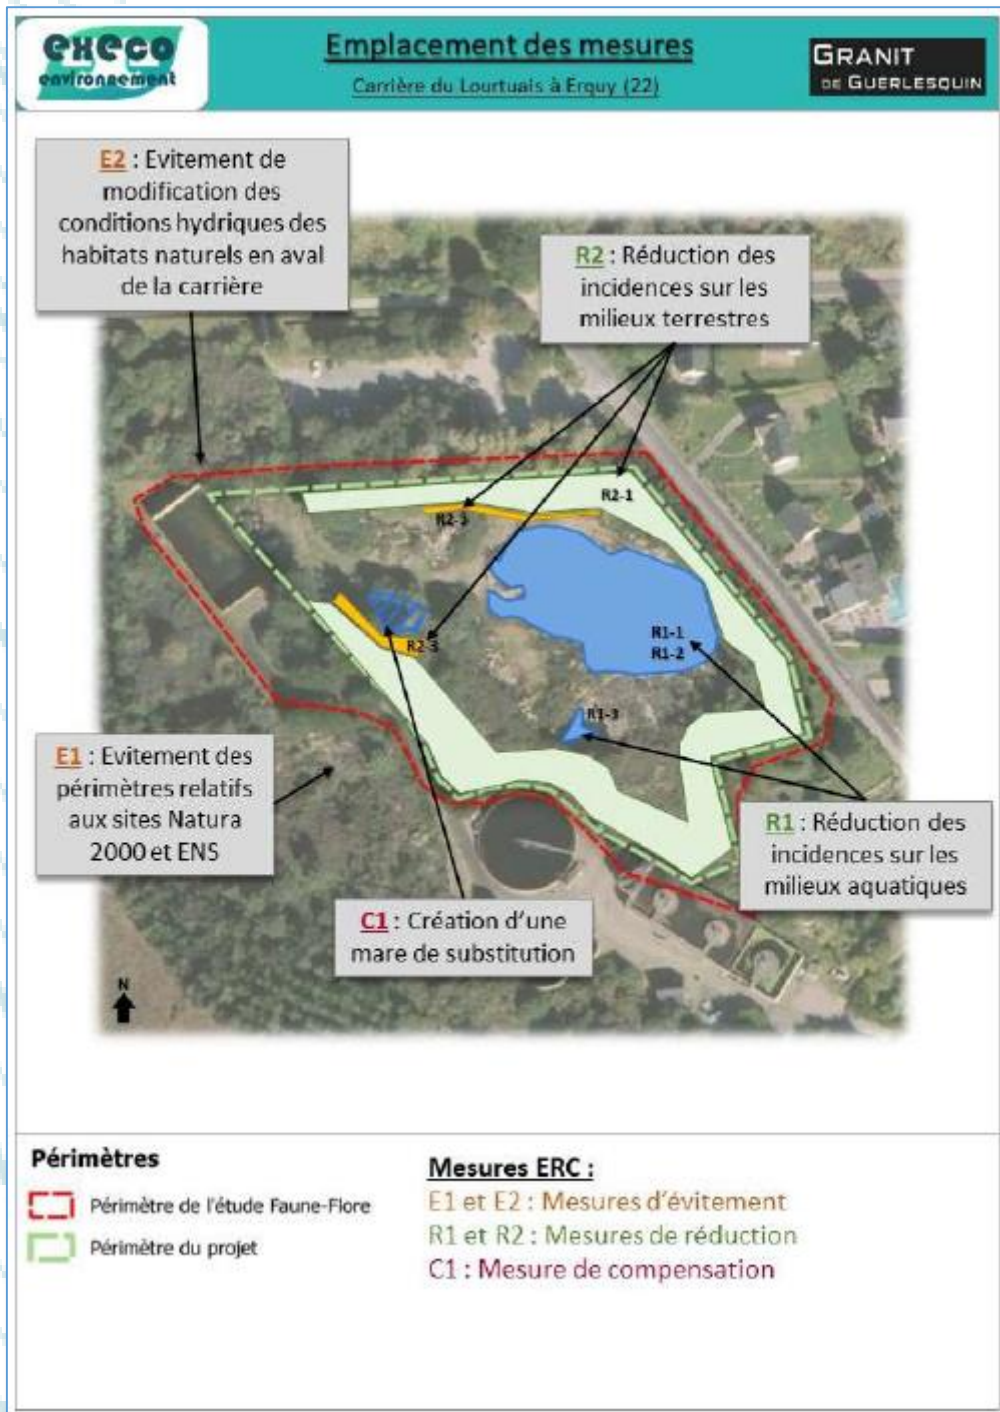 execo
environnement
Emplacement des mesures
Carrière du Lourtuais à Erquy (22)
GRANIT
DE GUERLESQUIN
E2 : Evitement de
modification des
conditions hydriques des
habitats naturels en aval
de la carrière
R2 : Réduction des
incidences sur les
milieux terrestres
R2-1
R2-3
R1-1
R1-2
R2-3
R1-3
E1 : Evitement des
périmètres relatifs
aux sites Natura
2000 et ENS
R1 : Réduction des
incidences sur les
milieux aquatiques
C1 : Création d'une
mare de substitution
N
Périmètres
Périmètre de l'étude Faune-Flore
Périmètre du projet
Mesures ERC :
E1 et E2 : Mesures d'évitement
R1 et R2 : Mesures de réduction
C1 : Mesure de compensation